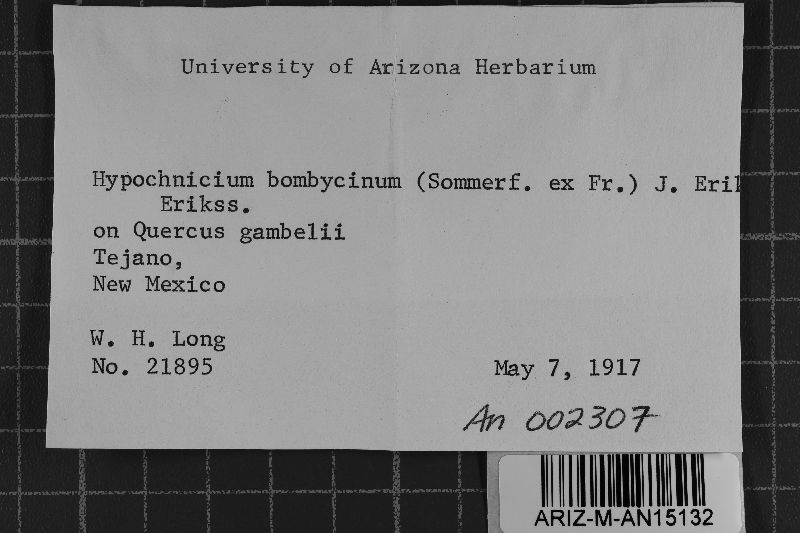 University of Arizona Herbarium
Hypochnicium bombycinum (Sommerf. ex Fr.) J. Eril
Erikss.
on Quercus gambelii
Tejano,
New Mexico
W. H. Long
No. 21895
May 7, 1917
An 002307
ARIZ-M-AN15132